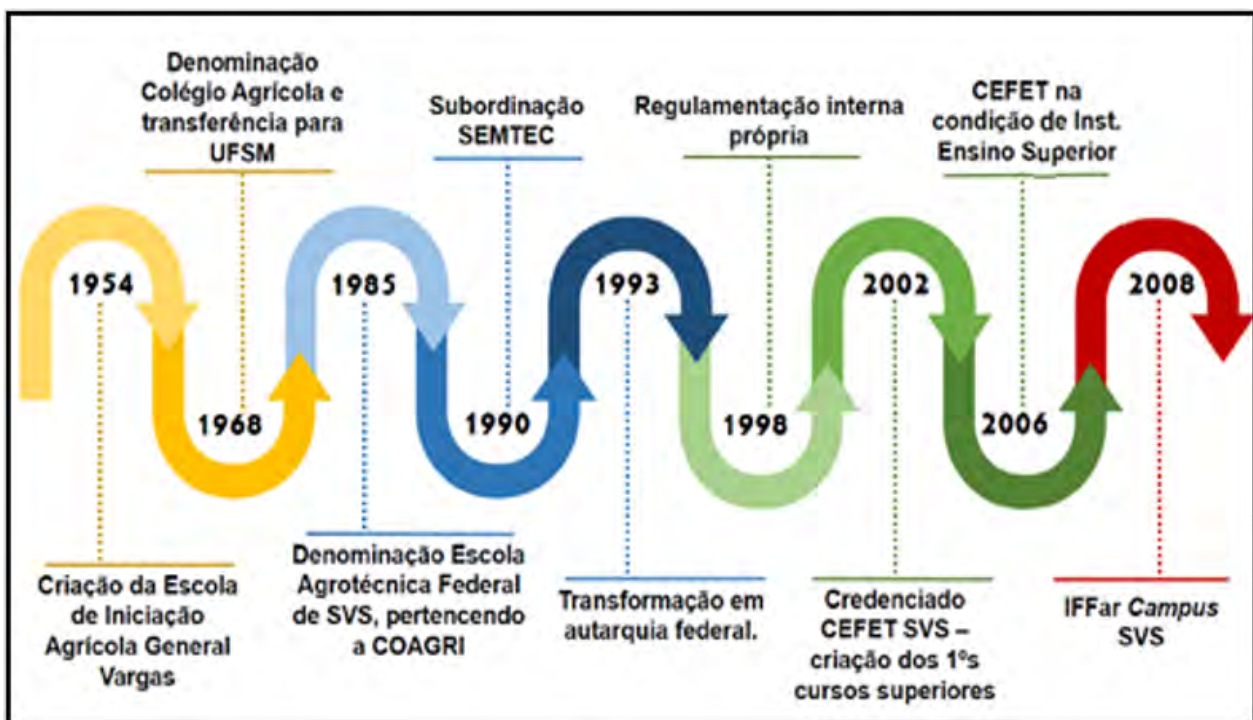 1954
Criação da Escola
de Iniciação
Agrícola General
Vargas
Denominação
Colégio Agrícola e
transferência para
UFSM
1968
1985
Denominação Escola
Agrotécnica Federal
de SVS, pertencendo
a COAGRI
Subordinação
SEMTEC
1990
1993
Transformação em
autarquia federal.
Regulamentação interna
própria
1998
2002
Credenciado
CEFET SVS –
criação dos 1ºs
cursos superiores
CEFET na
condição de Inst.
Ensino Superior
2006
2008
IFFar Campus
SVS